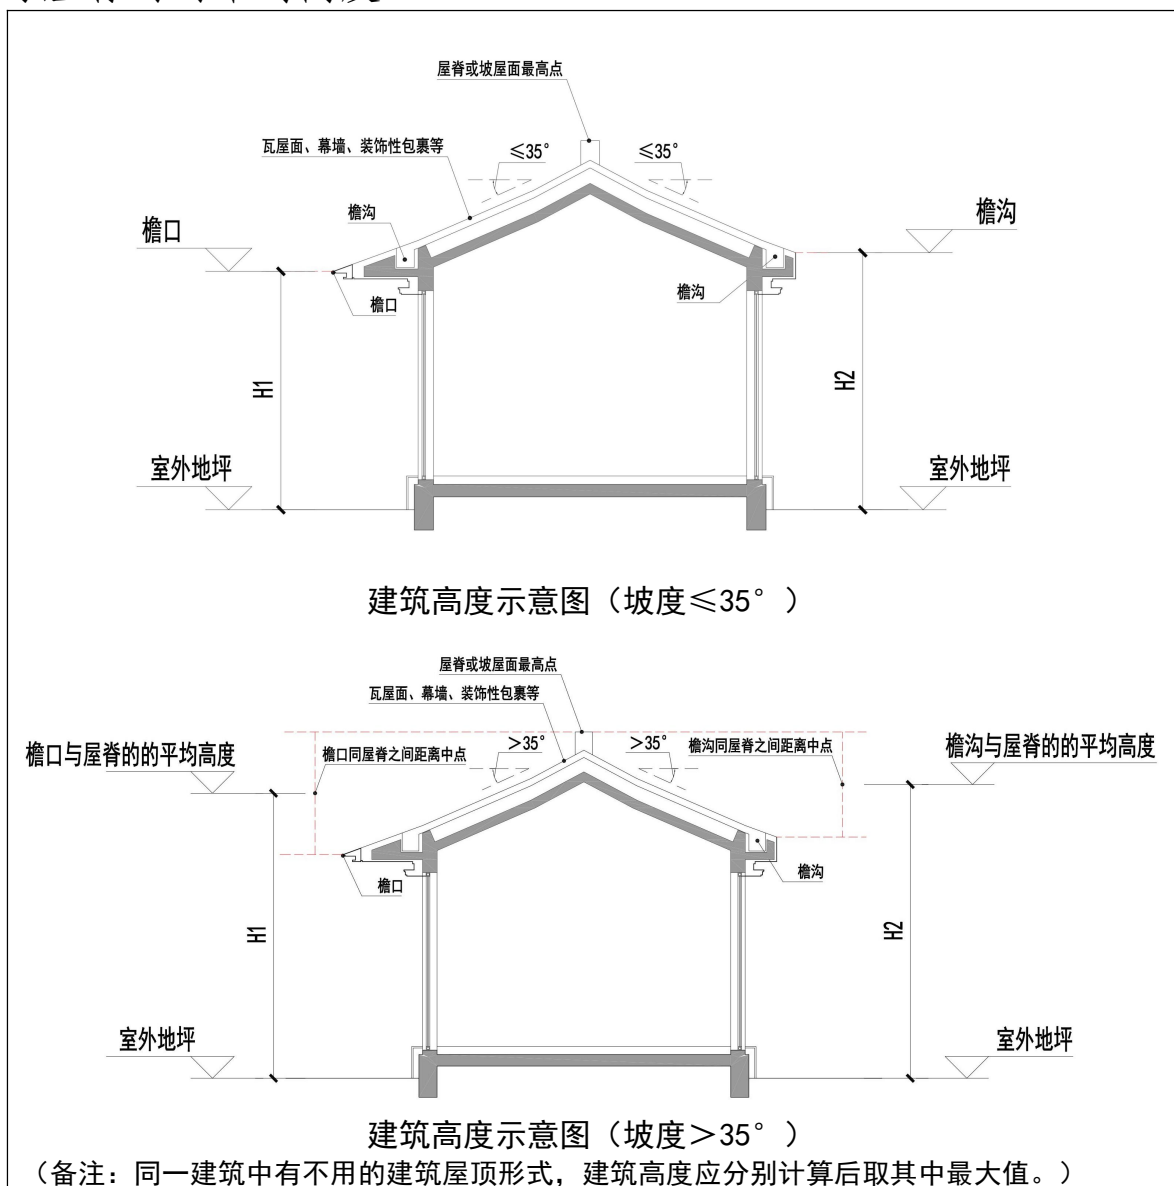 屋脊或坡屋面最高点
瓦屋面、幕墙、装饰性包裹等
≤35°
≤35°
檐口
檐沟
檐沟
檐口
檐沟
H1
H2
室外地坪
室外地坪
建筑高度示意图（坡度≤35°）
屋脊或坡屋面最高点
瓦屋面、幕墙、装饰性包裹等
檐口与屋脊的的平均高度
檐口同屋脊之间距离中点
>35°
>35°
檐沟同屋脊之间距离中点
檐沟与屋脊的的平均高度
檐口
檐沟
H1
H2
室外地坪
室外地坪
建筑高度示意图（坡度＞35°）
（备注：同一建筑中有不用的建筑屋顶形式，建筑高度应分别计算后取其中最大值。）